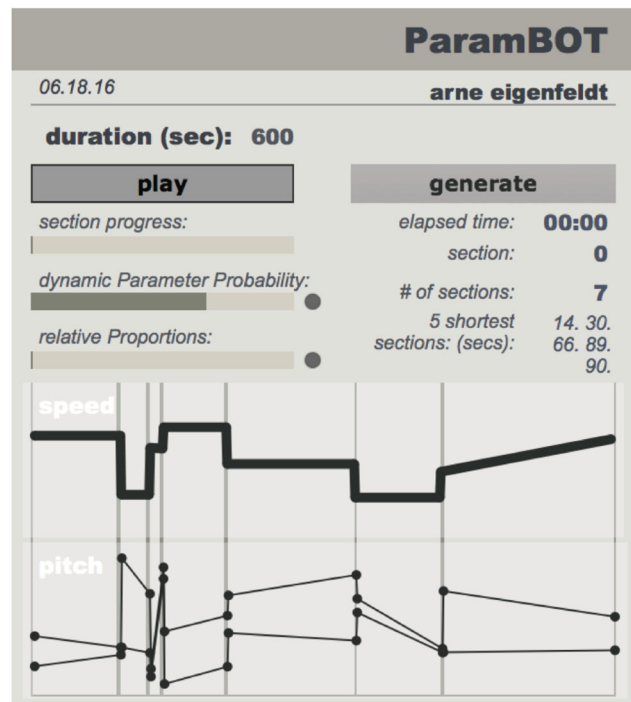 ParamBOT
06.18.16
arne eigenfeldt
duration (sec): 600
play
generate
section progress:
elapsed time: 00:00
section: 0
dynamic Parameter Probability:
# of sections: 7
5 shortest 14. 30.
sections: (secs): 66. 89.
90.
relative Proportions:
speed
pitch